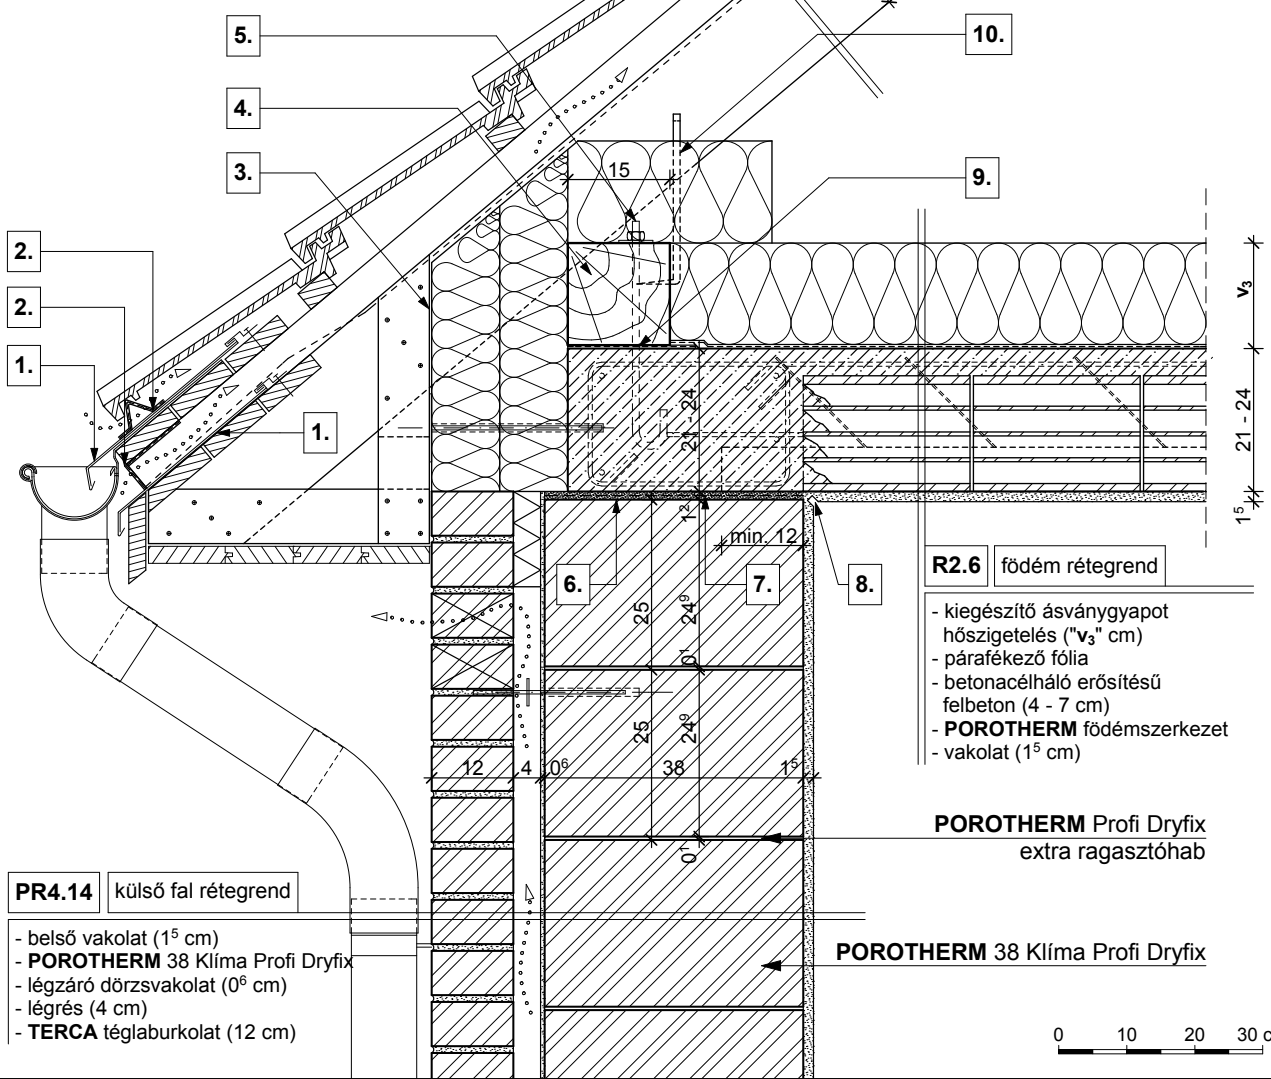 5.
10.
4.
3.
15
9.
2.
2.
1.
1.
v₃
21 - 24
21 - 24
1⁵
1²
min. 12
6.
7.
8.
R2.6 födém rétegrend
- kiegészítő ásványgyapot
hőszigetelés ("v₃" cm)
- párafékező fólia
- betonacélháló erősítésű
felbeton (4 - 7 cm)
- POROTHERM födémszerkezet
- vakolat (1⁵ cm)
25
24⁹
0¹
25
24⁹
12
4
0⁶
38
1⁵
0¹
POROTHERM Profi Dryfix
extra ragasztóhab
PR4.14 külső fal rétegrend
- belső vakolat (1⁵ cm)
- POROTHERM 38 Klíma Profi Dryfix
- légzáró dörzsvakolat (0⁶ cm)
- légrés (4 cm)
- TERCA téglaburkolat (12 cm)
POROTHERM 38 Klíma Profi Dryfix
0 10 20 30 c